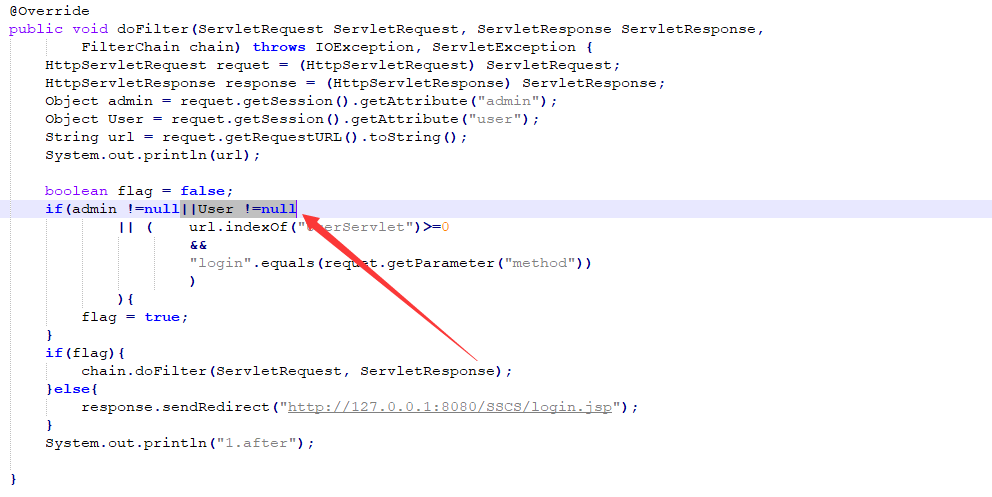 @Override
public void doFilter(ServletRequest ServletRequest, ServletResponse ServletResponse,
FilterChain chain) throws IOException, ServletException {
HttpServletRequest requet = (HttpServletRequest) ServletRequest;
HttpServletResponse response = (HttpServletResponse) ServletResponse;
Object admin = requet.getSession().getAttribute("admin");
Object User = requet.getSession().getAttribute("user");
String url = requet.getRequestURL().toString();
System.out.println(url);
boolean flag = false;
if(admin !=null||User !=null
|| ( url.indexOf("erServlet")>=0
&&
"login".equals(requet.getParameter("method"))
)
){
flag = true;
}
if(flag){
chain.doFilter(ServletRequest, ServletResponse);
}else{
response.sendRedirect("http://127.0.0.1:8080/SSCS/login.jsp");
}
System.out.println("1.after");
}